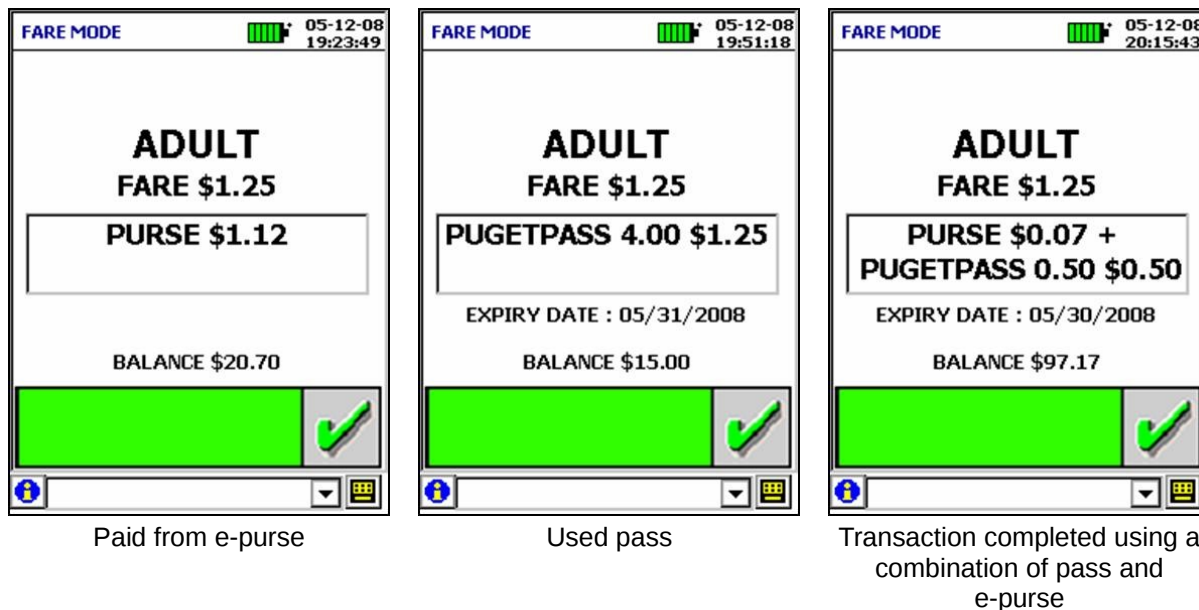 FARE MODE
05-12-08
19:23:49
ADULT
FARE $1.25
PURSE $1.12
BALANCE $20.70
Paid from e-purse
FARE MODE
05-12-08
19:51:18
ADULT
FARE $1.25
PUGETPASS 4.00 $1.25
EXPIRY DATE : 05/31/2008
BALANCE $15.00
Used pass
FARE MODE
05-12-08
20:15:43
ADULT
FARE $1.25
PURSE $0.07 +
PUGETPASS 0.50 $0.50
EXPIRY DATE : 05/30/2008
BALANCE $97.17
Transaction completed using a
combination of pass and
e-purse